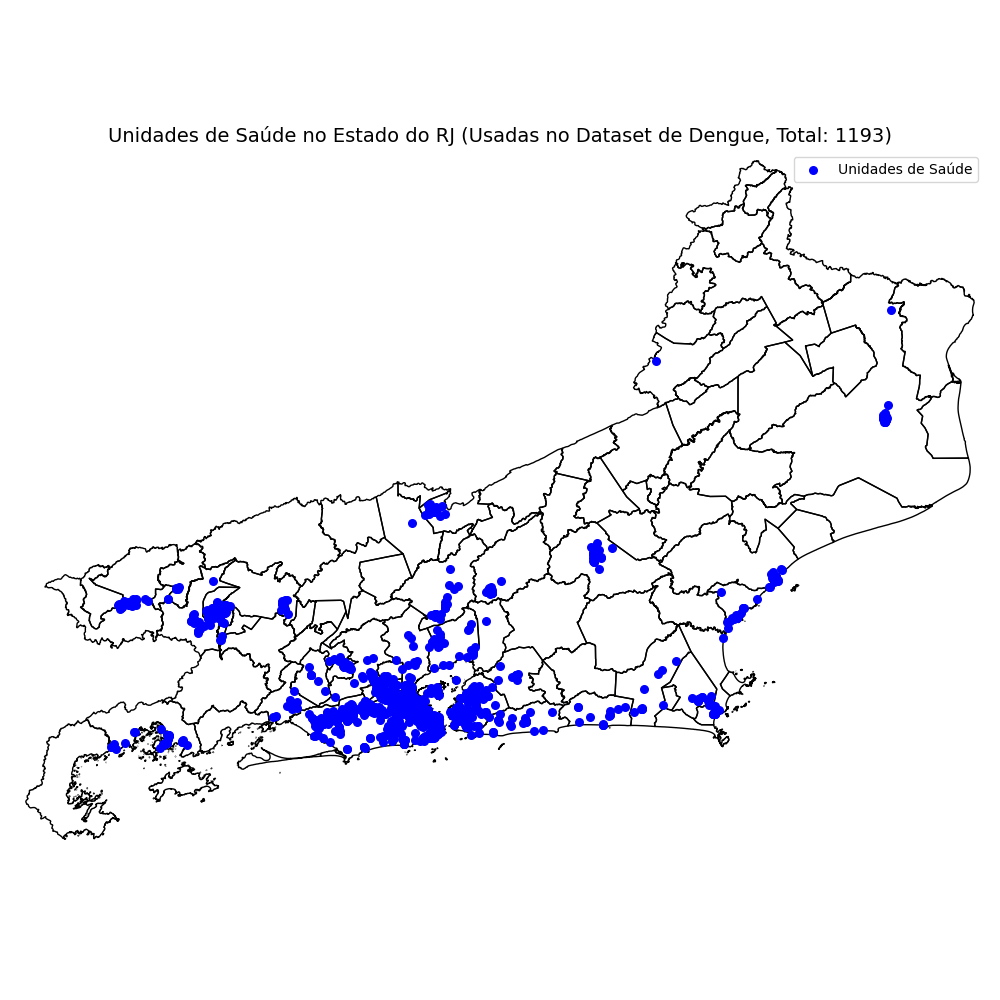 Unidades de Saúde no Estado do RJ (Usadas no Dataset de Dengue, Total: 1193)
Unidades de Saúde